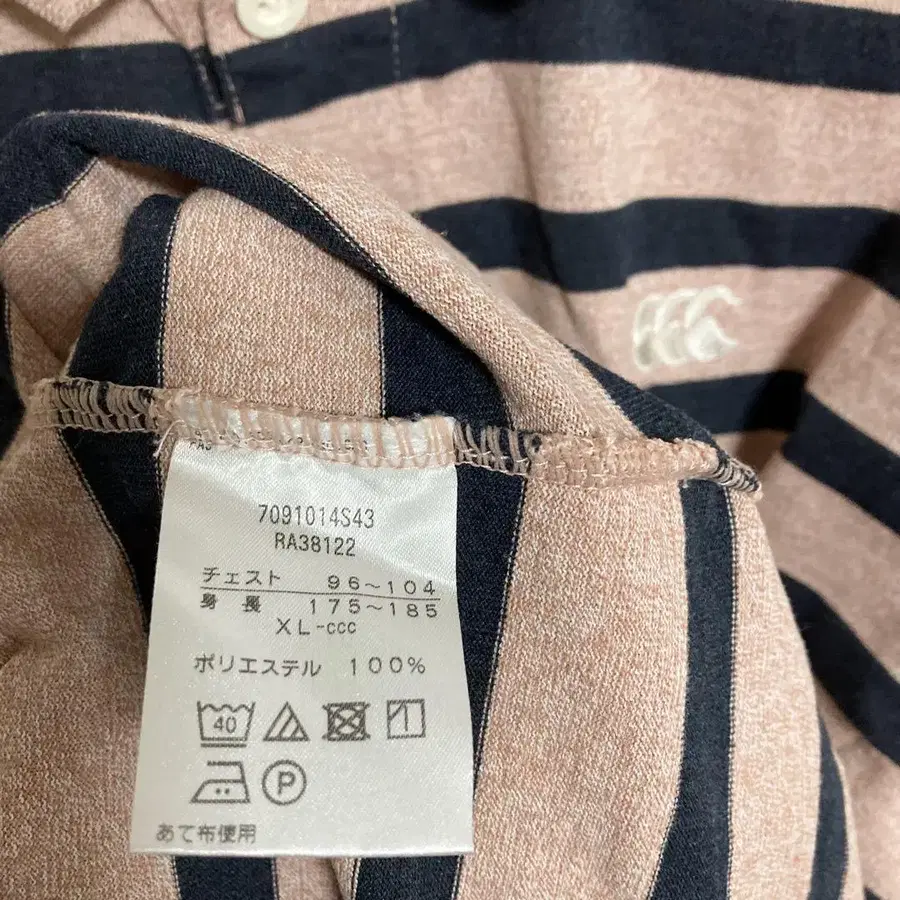 7091014S43
RA38122
チェスト 96～104
身長 175～185
XL-ccc
ポリエステル 100%
40
P
あて布使用